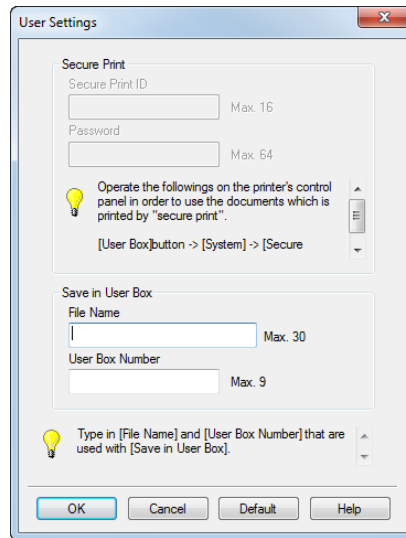 User Settings
Secure Print
Secure Print ID
Max. 16
Password
Max. 64
Operate the followings on the printer's control
panel in order to use the documents which is
printed by "secure print".
[User Box]button -> [System] -> [Secure
Save in User Box
File Name
Max. 30
User Box Number
Max. 9
Type in [File Name] and [User Box Number] that are
used with [Save in User Box].
OK
Cancel
Default
Help